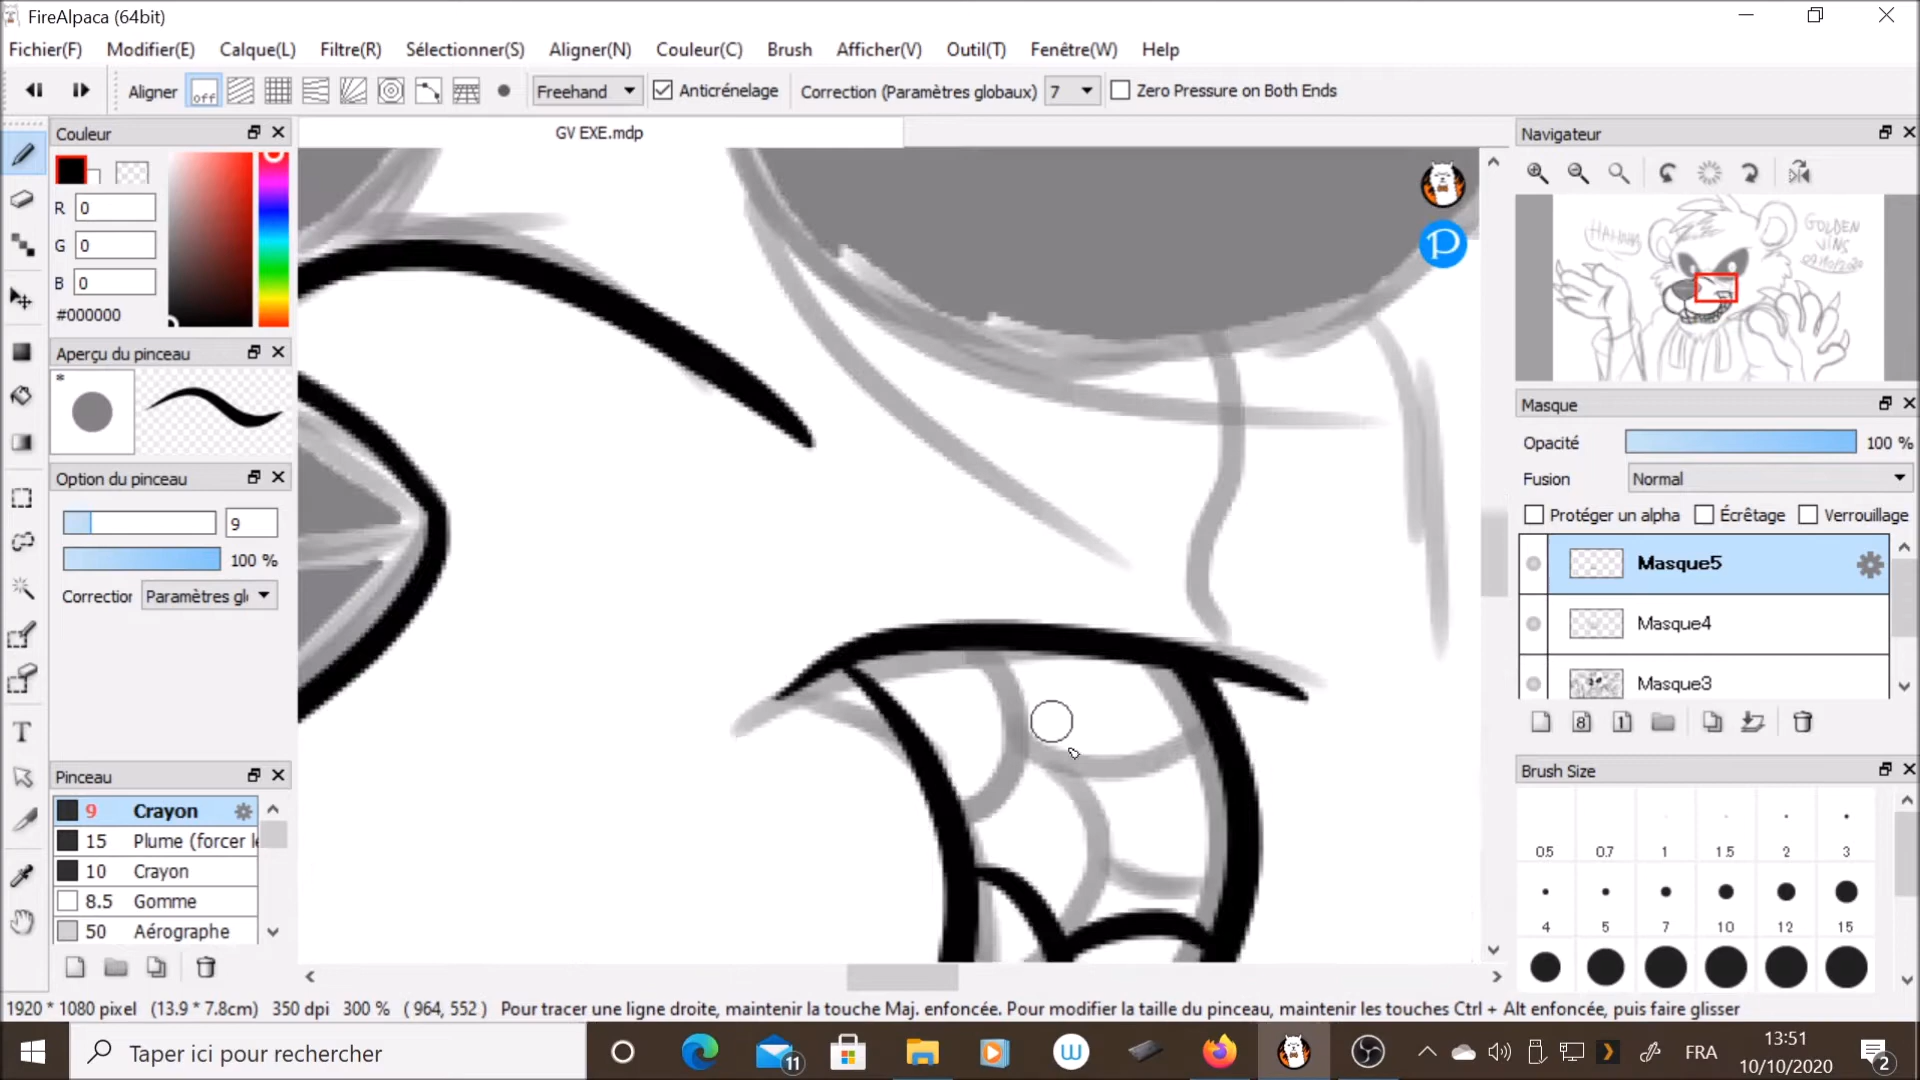 FireAlpaca (64bit)
Fichier(F) Modifier(E) Calque(L) Filtre(R) Sélectionner(S) Aligner(N) Couleur(C) Brush Afficher(V) Outil(T) Fenêtre(W) Help
Aligner off Freehand Anticrénelage Correction (Paramètres globaux) 7 Zero Pressure on Both Ends
Couleur
GV EXE.mdp
Navigateur
R 0
G 0
B 0
#000000
P
GOLDEN
VINS
Aperçu du pinceau
*
Masque
Opacité 100 %
Fusion Normal
Protéger un alpha Écrêtage Verrouillage
Masque5
Masque4
Masque3
8 1
Option du pinceau
9
100 %
Correction Paramètres gl
T
Pinceau
9 Crayon
15 Plume (forcer l
10 Crayon
8.5 Gomme
50 Aérographe
Brush Size
0.5 0.7 1 1.5 2 3
4 5 7 10 12 15
1920 * 1080 pixel (13.9 * 7.8cm) 350 dpi 300 % ( 964, 552 ) Pour tracer une ligne droite, maintenir la touche Maj. enfoncée. Pour modifier la taille du pinceau, maintenir les touches Ctrl + Alt enfoncée, puis faire glisser
Taper ici pour rechercher
11
W
FRA
13:51
10/10/2020
2